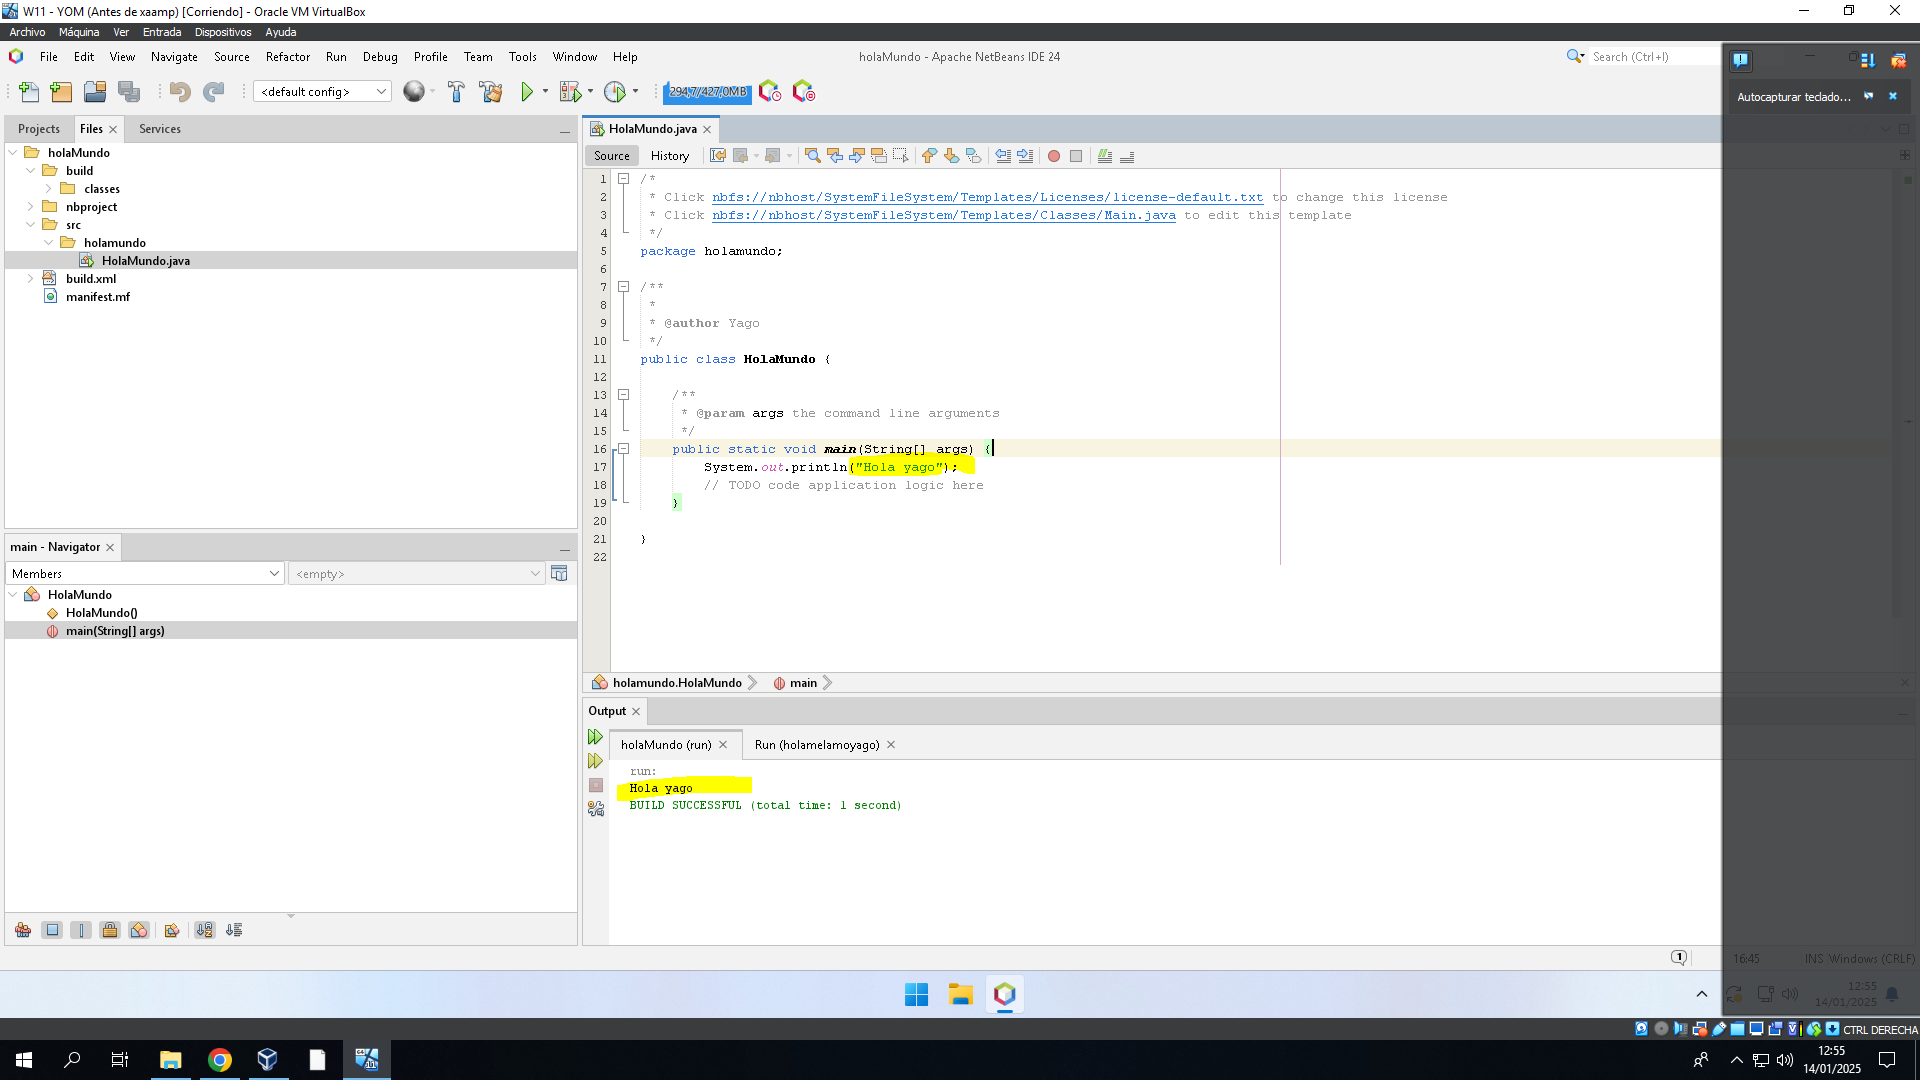 W11 - YOM (Antes de xaamp) [Corriendo] - Oracle VM VirtualBox
Archivo Máquina Ver Entrada Dispositivos Ayuda
File Edit View Navigate Source Refactor Run Debug Profile Team Tools Window Help
holaMundo - Apache NetBeans IDE 24
Search (Ctrl+I)
<default config>
294,7/427,0MB
Autocapturar teclado...
Projects Files Services
holaMundo
build
classes
nbproject
src
holamundo
HolaMundo.java
build.xml
manifest.mf
main - Navigator
Members <empty>
HolaMundo
HolaMundo()
main(String[] args)
HolaMundo.java
Source History
1 /*
2 * Click nbfs://nbhost/SystemFileSystem/Templates/Licenses/license-default.txt to change this license
3 * Click nbfs://nbhost/SystemFileSystem/Templates/Classes/Main.java to edit this template
4 */
5 package holamundo;
6
7 /**
8 *
9 * @author Yago
10 */
11 public class HolaMundo {
12
13 /**
14 * @param args the command line arguments
15 */
16 public static void main(String[] args) {
17 System.out.println("Hola yago");
18 // TODO code application logic here
19 }
20
21 }
22
holamundo.HolaMundo main
Output
holaMundo (run) Run (holamelamoyago)
run:
Hola yago
BUILD SUCCESSFUL (total time: 1 second)
1 16:45 INS Windows (CRLF)
12:55
14/01/2025
CTRL DERECHA
12:55
14/01/2025